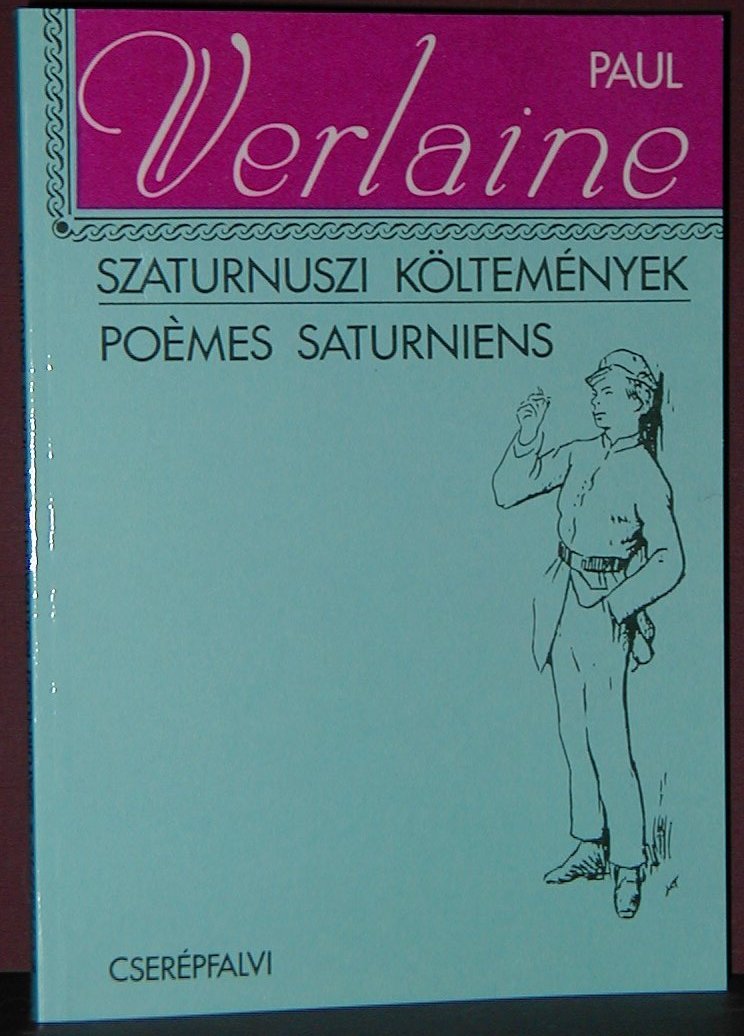 PAUL
Verlaine
SZATURNUSZI KÖLTEMÉNYEK
POÈMES SATURNIENS
CSERÉPFALVI